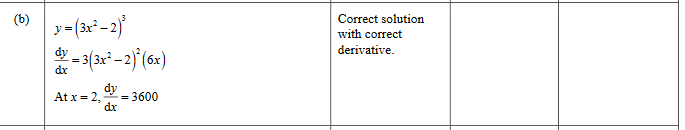 (b)
y = (3x² − 2)³
dy/dx = 3(3x² − 2)²(6x)
At x = 2, dy/dx = 3600
Correct solution
with correct
derivative.